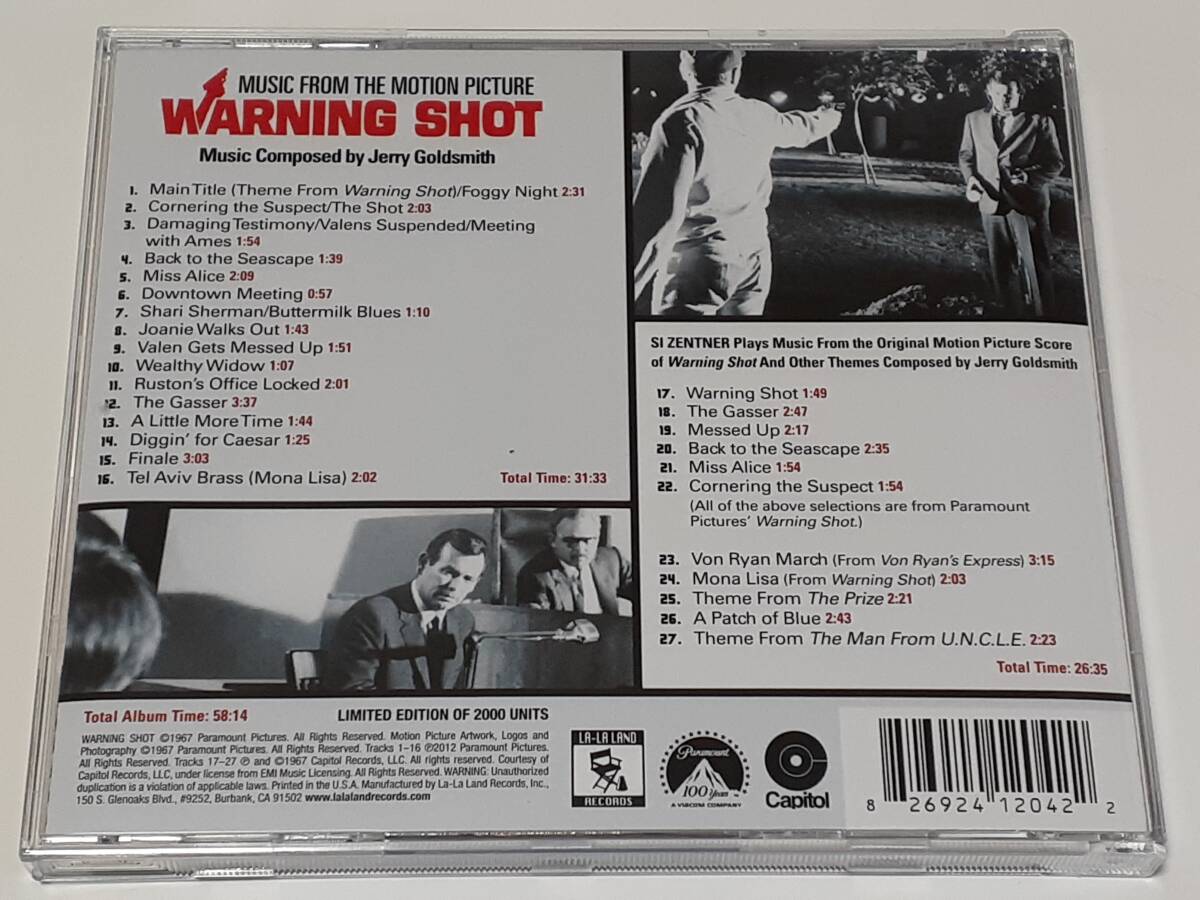 MUSIC FROM THE MOTION PICTURE
WARNING SHOT
Music Composed by Jerry Goldsmith
1. Main Title (Theme From Warning Shot)/Foggy Night 2:31
2. Cornering the Suspect/The Shot 2:03
3. Damaging Testimony/Valens Suspended/Meeting
with Ames 1:54
4. Back to the Seascape 1:39
5. Miss Alice 2:09
6. Downtown Meeting 0:57
7. Shari Sherman/Buttermilk Blues 1:10
8. Joanie Walks Out 1:43
9. Valen Gets Messed Up 1:51
10. Wealthy Widow 1:07
11. Ruston's Office Locked 2:01
12. The Gasser 3:37
13. A Little More Time 1:44
14. Diggin' for Caesar 1:25
15. Finale 3:03
16. Tel Aviv Brass (Mona Lisa) 2:02
Total Time: 31:33
SI ZENTNER Plays Music From the Original Motion Picture Score
of Warning Shot And Other Themes Composed by Jerry Goldsmith
17. Warning Shot 1:49
18. The Gasser 2:47
19. Messed Up 2:17
20. Back to the Seascape 2:35
21. Miss Alice 1:54
22. Cornering the Suspect 1:54
(All of the above selections are from Paramount
Pictures' Warning Shot.)
23. Von Ryan March (From Von Ryan's Express) 3:15
24. Mona Lisa (From Warning Shot) 2:03
25. Theme From The Prize 2:21
26. A Patch of Blue 2:43
27. Theme From The Man From U.N.C.L.E. 2:23
Total Time: 26:35
Total Album Time: 58:14
LIMITED EDITION OF 2000 UNITS
WARNING SHOT ©1967 Paramount Pictures. All Rights Reserved. Motion Picture Artwork, Logos and
Photography ©1967 Paramount Pictures. All Rights Reserved. Tracks 1-16 ℗2012 Paramount Pictures.
All Rights Reserved. Tracks 17-27 ℗ and ©1967 Capitol Records, LLC. All rights reserved. Courtesy of
Capitol Records, LLC, under license from EMI Music Licensing. All Rights Reserved. WARNING: Unauthorized
duplication is a violation of applicable laws. Printed in the U.S.A. Manufactured by La-La Land Records, Inc.,
150 S. Glenoaks Blvd., #9252, Burbank, CA 91502 www.lalalandrecords.com
LA-LA LAND
RECORDS
Paramount
100 Years
A VIACOM COMPANY
Capitol
8 26924 12042 2